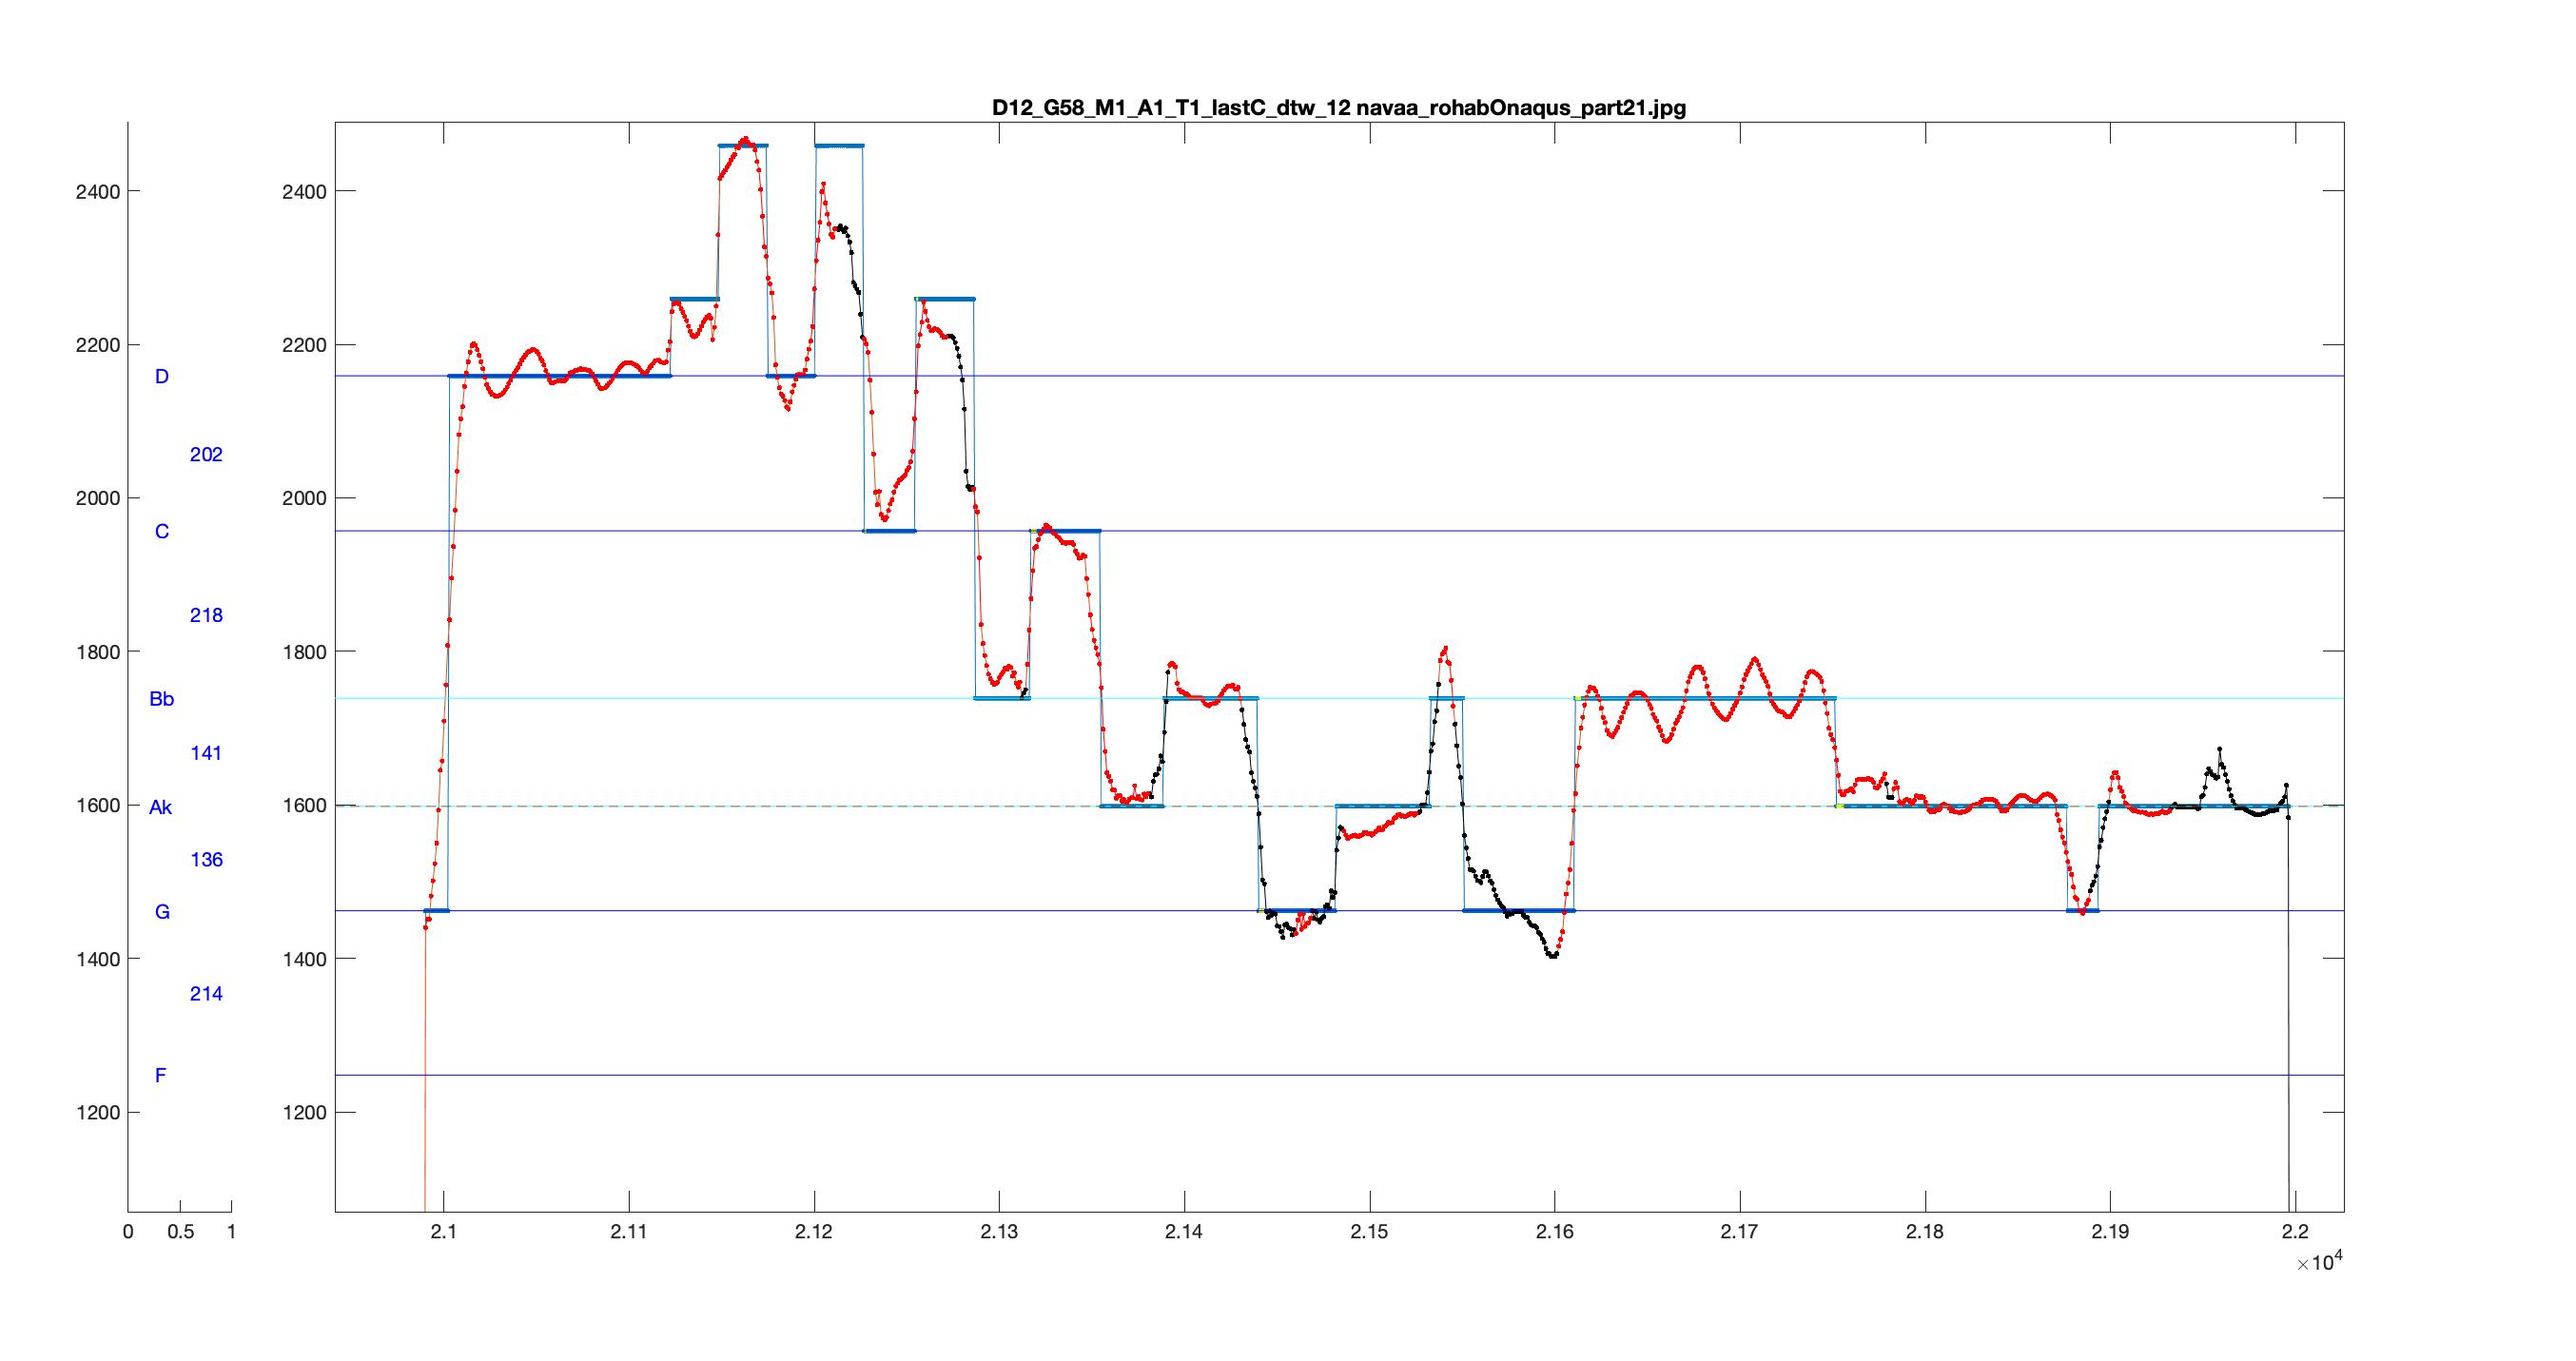 D12_G58_M1_A1_T1_lastC_dtw_12 navaa_rohabOnaqus_part21.jpg
2400 2400
2200 2200
D
202
2000 2000
C
218
1800 1800
Bb
141
1600 Ak 1600
136
G
1400 1400
214
F
1200 1200
0 0.5 1 2.1 2.11 2.12 2.13 2.14 2.15 2.16 2.17 2.18 2.19 2.2
×10^4